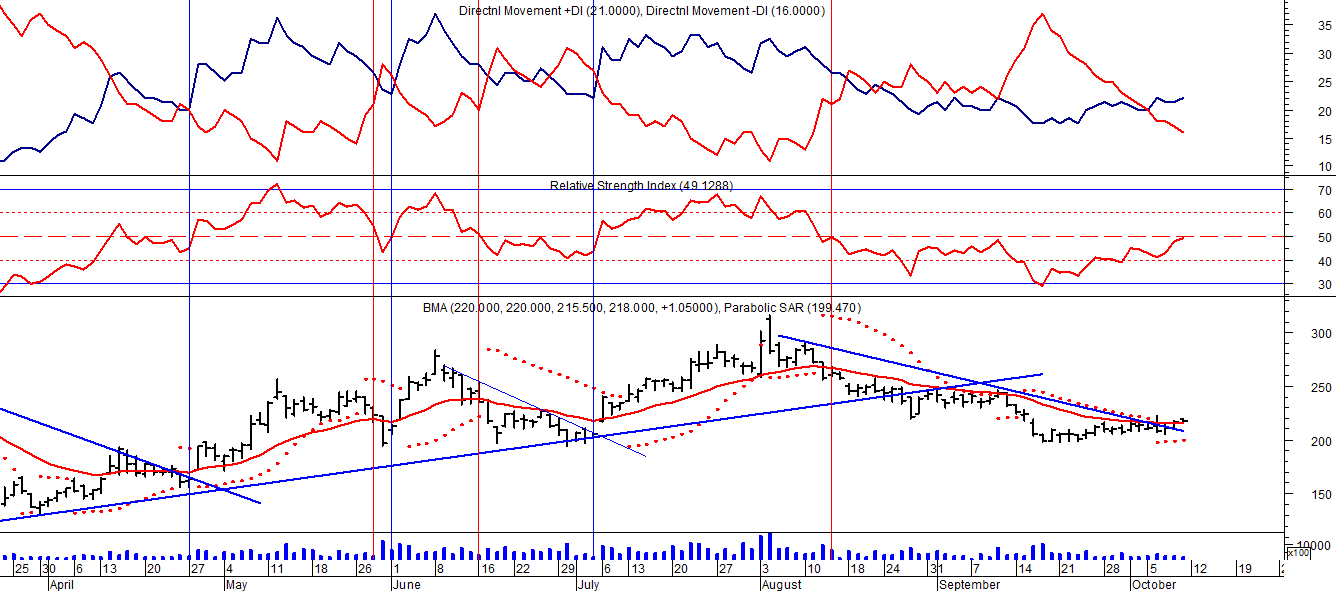 Directnl Movement +DI (21.0000), Directnl Movement -DI (16.0000)
35
30
25
20
15
10
Relative Strength Index (49.1288)
70
60
50
40
30
BMA (220.000, 220.000, 215.500, 218.000, +1.05000), Parabolic SAR (199.470)
300
250
200
150
10000
x100
25 30 6 13 20 27 4 11 18 25 1 8 16 22 29 6 13 20 27 3 10 18 24 31 7 14 21 28 5 12 19 2
April May June July August September October